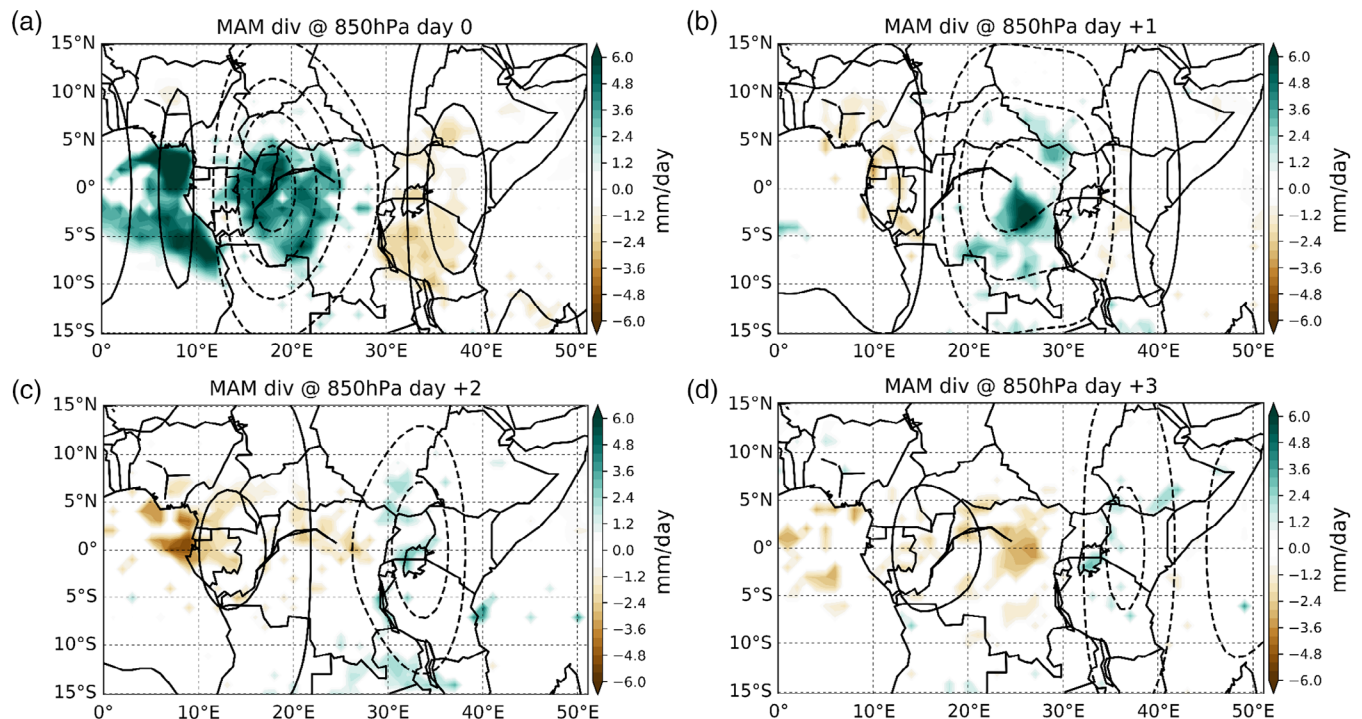 (a)
MAM div @ 850hPa day 0
15°N
10°N
5°N
0°
5°S
10°S
15°S
0°
10°E
20°E
30°E
40°E
50°E
6.0
4.8
3.6
2.4
1.2
0.0
−1.2
−2.4
−3.6
−4.8
−6.0
mm/day
(b)
MAM div @ 850hPa day +1
15°N
10°N
5°N
0°
5°S
10°S
15°S
0°
10°E
20°E
30°E
40°E
50°E
6.0
4.8
3.6
2.4
1.2
0.0
−1.2
−2.4
−3.6
−4.8
−6.0
mm/day
(c)
MAM div @ 850hPa day +2
15°N
10°N
5°N
0°
5°S
10°S
15°S
0°
10°E
20°E
30°E
40°E
50°E
6.0
4.8
3.6
2.4
1.2
0.0
−1.2
−2.4
−3.6
−4.8
−6.0
mm/day
(d)
MAM div @ 850hPa day +3
15°N
10°N
5°N
0°
5°S
10°S
15°S
0°
10°E
20°E
30°E
40°E
50°E
6.0
4.8
3.6
2.4
1.2
0.0
−1.2
−2.4
−3.6
−4.8
−6.0
mm/day